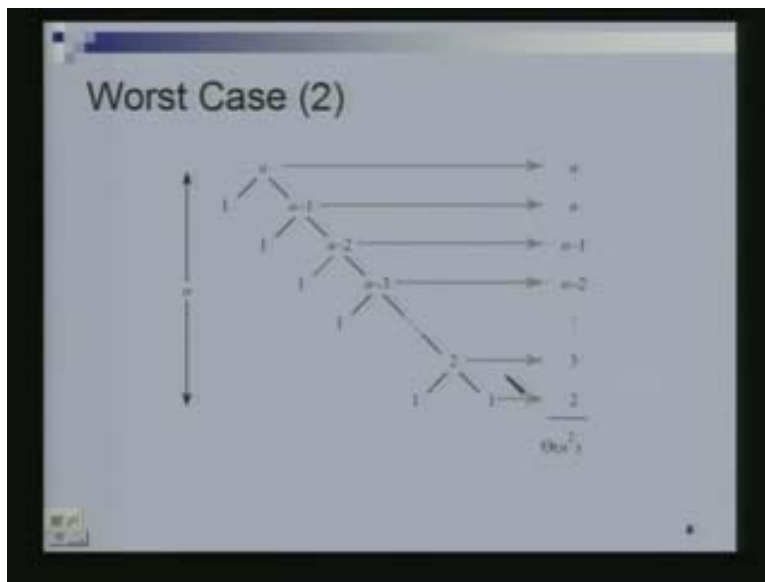 Worst Case (2)
n n
1 n-1 n
1 n-2 n-1
n 1 n-3 n-2
1
2 3
1 1 2
Θ(n²)